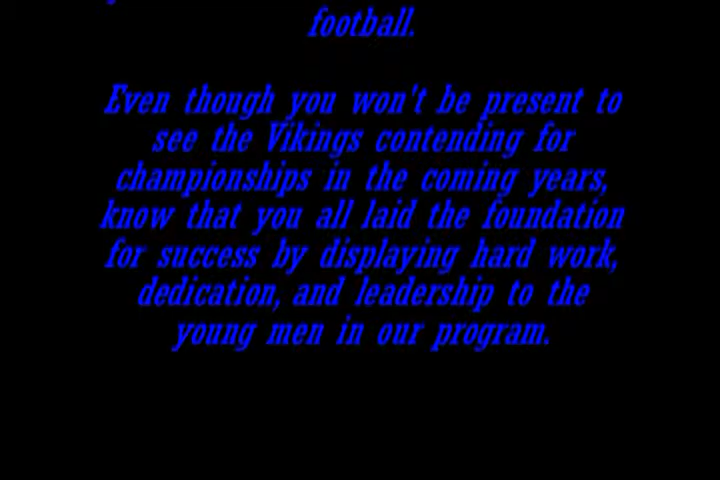 football.
Even though you won't be present to
see the Vikings contending for
championships in the coming years,
know that you all laid the foundation
for success by displaying hard work,
dedication, and leadership to the
young men in our program.